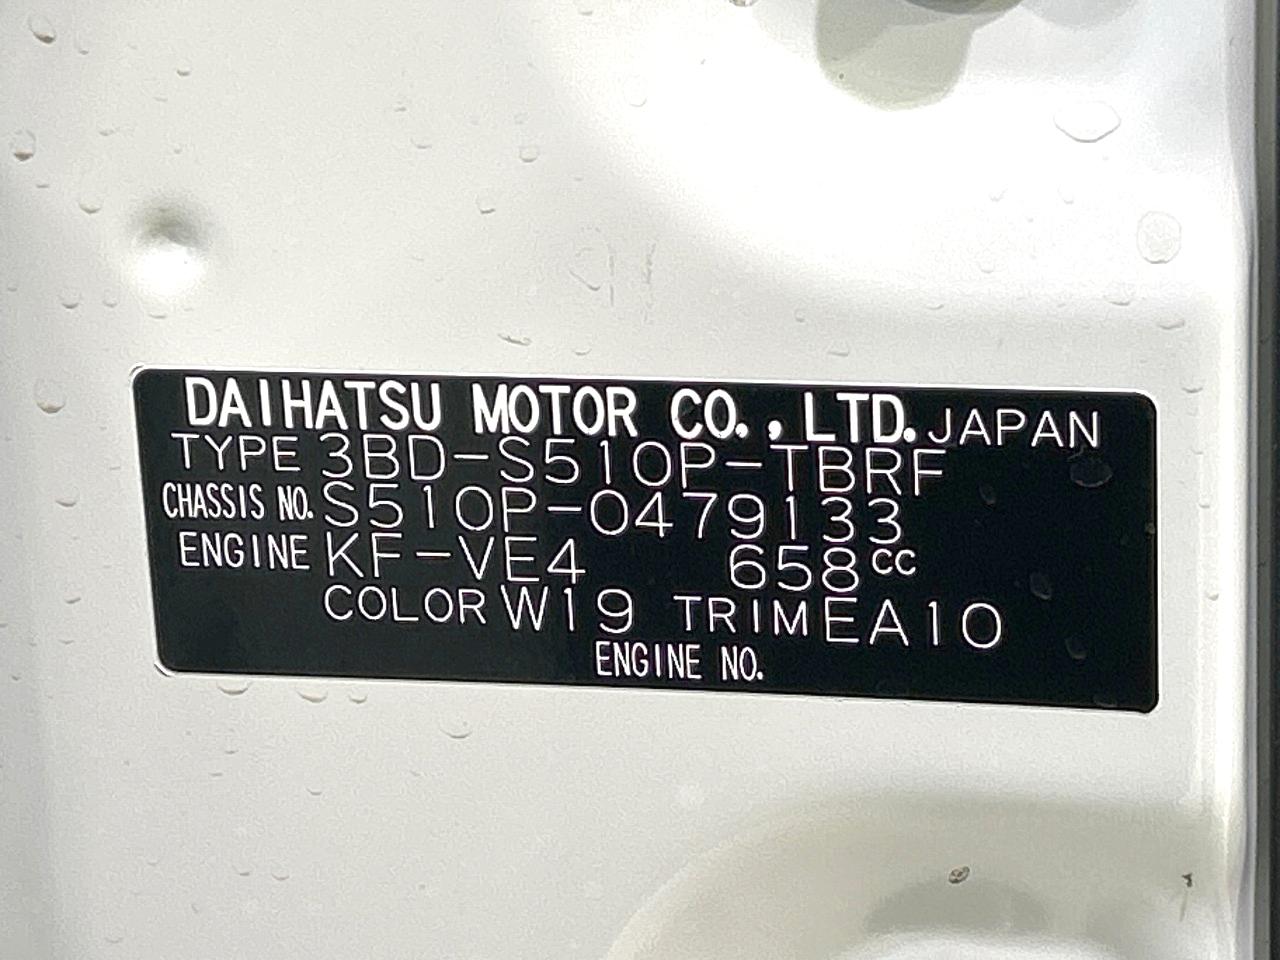 DAIHATSU MOTOR CO., LTD. JAPAN
TYPE 3BD-S510P-TBRF
CHASSIS NO. S510P-0479133
ENGINE KF-VE4 658cc
COLOR W19 TRIM EA10
ENGINE NO.